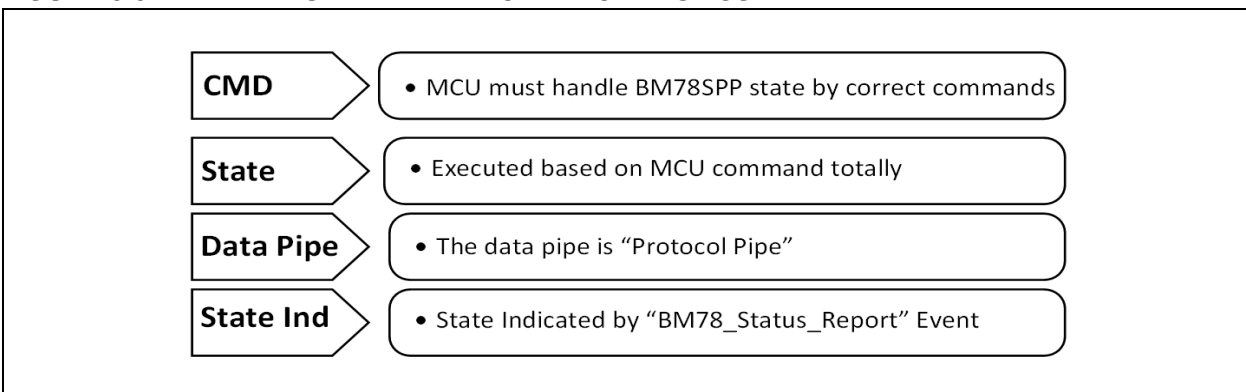 CMD
• MCU must handle BM78SPP state by correct commands
State
• Executed based on MCU command totally
Data Pipe
• The data pipe is “Protocol Pipe”
State Ind
• State Indicated by “BM78_Status_Report” Event